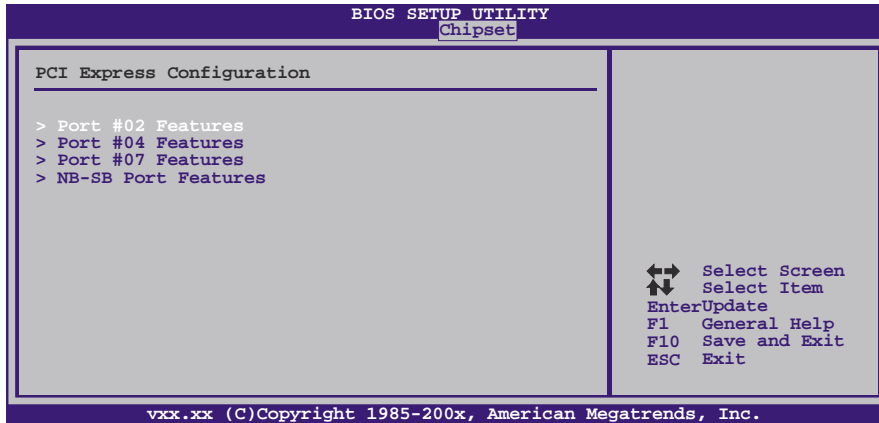 BIOS SETUP UTILITY
Chipset
PCI Express Configuration
> Port #02 Features
> Port #04 Features
> Port #07 Features
> NB-SB Port Features
Select Screen
Select Item
EnterUpdate
F1 General Help
F10 Save and Exit
ESC Exit
vxx.xx (C)Copyright 1985-200x, American Megatrends, Inc.